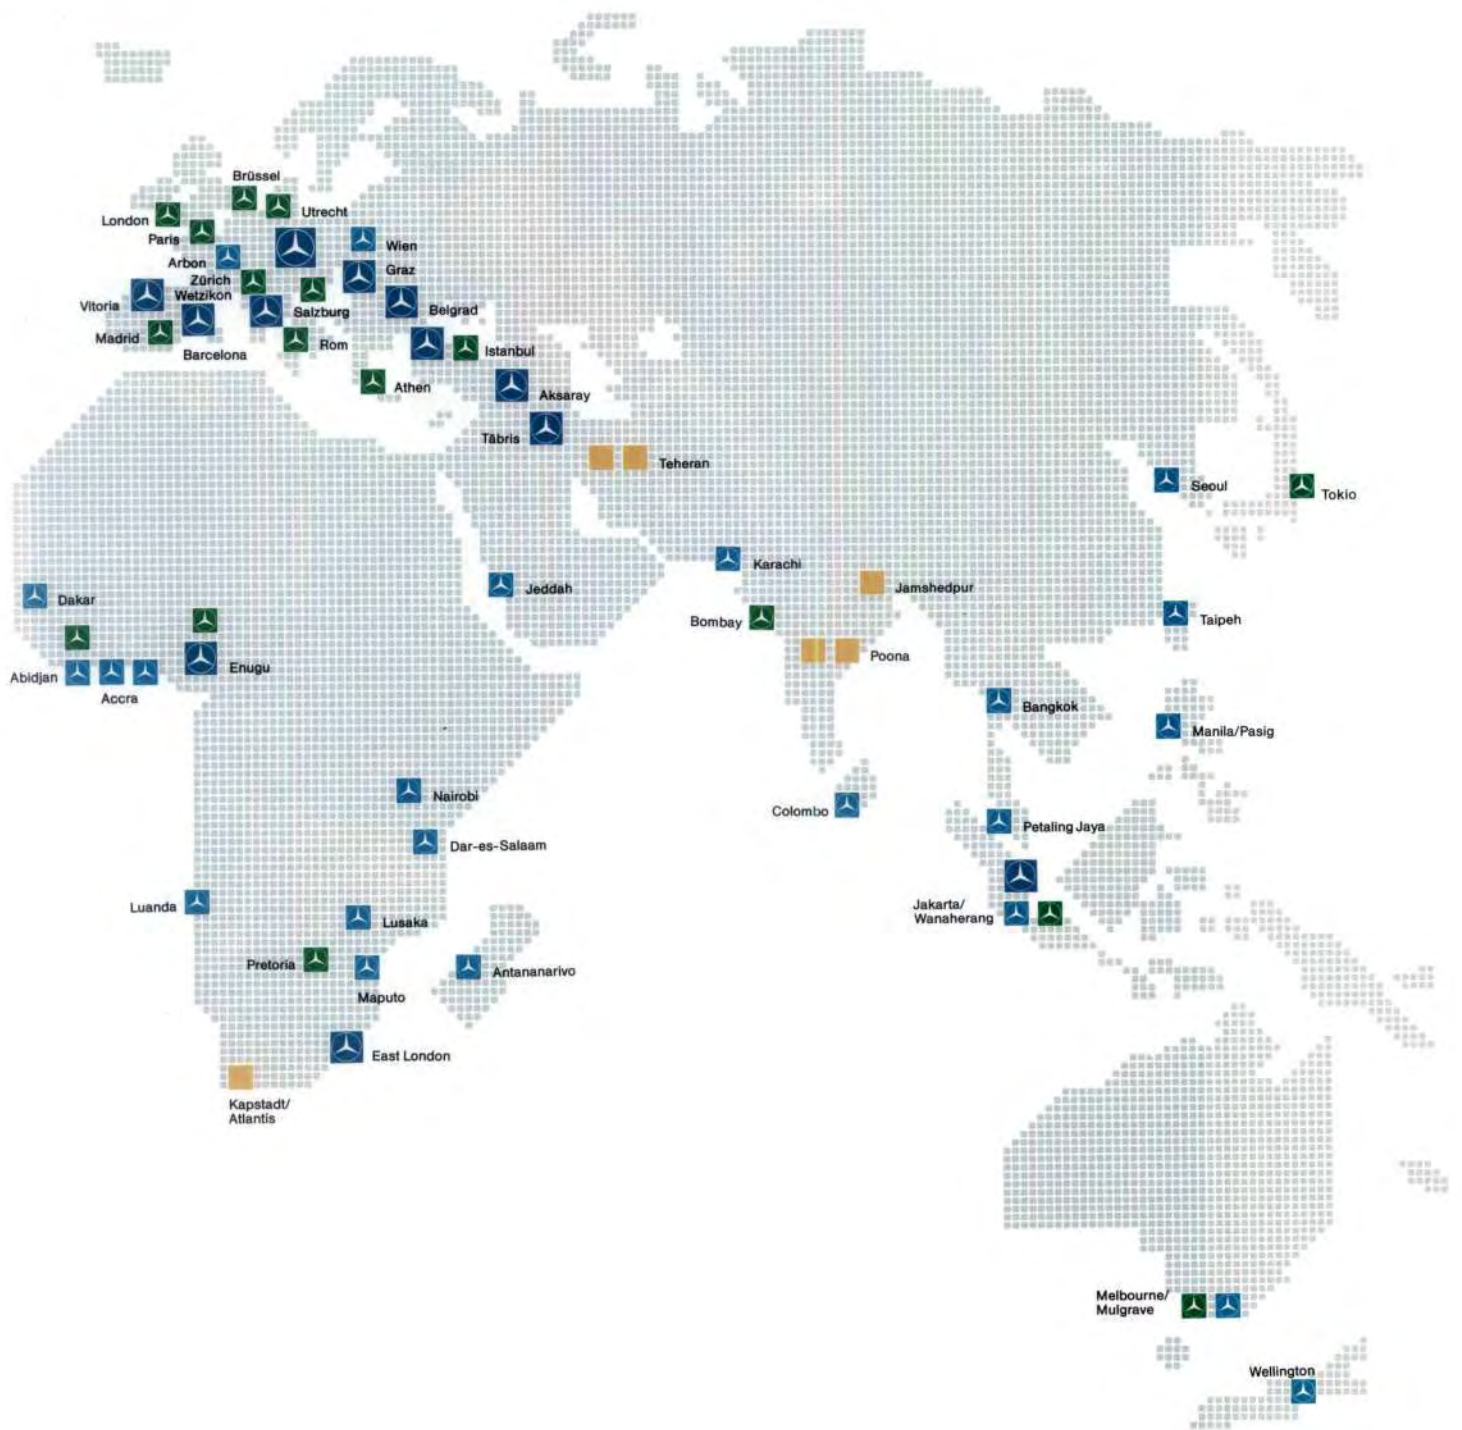 Brüssel
Utrecht
London
Paris
Wien
Arbon
Graz
Zürich
Wetzikon
Vitoria
Salzburg
Belgrad
Madrid
Barcelona
Rom
Istanbul
Athen
Aksaray
Täbris
Teheran
Seoul
Tokio
Karachi
Jeddah
Jamshedpur
Dakar
Bombay
Taipeh
Poona
Enugu
Abidjan
Accra
Bangkok
Manila/Pasig
Nairobi
Colombo
Petaling Jaya
Dar-es-Salaam
Luanda
Lusaka
Jakarta/
Wanaherang
Pretoria
Antananarivo
Maputo
East London
Kapstadt/
Atlantis
Melbourne/
Mulgrave
Wellington